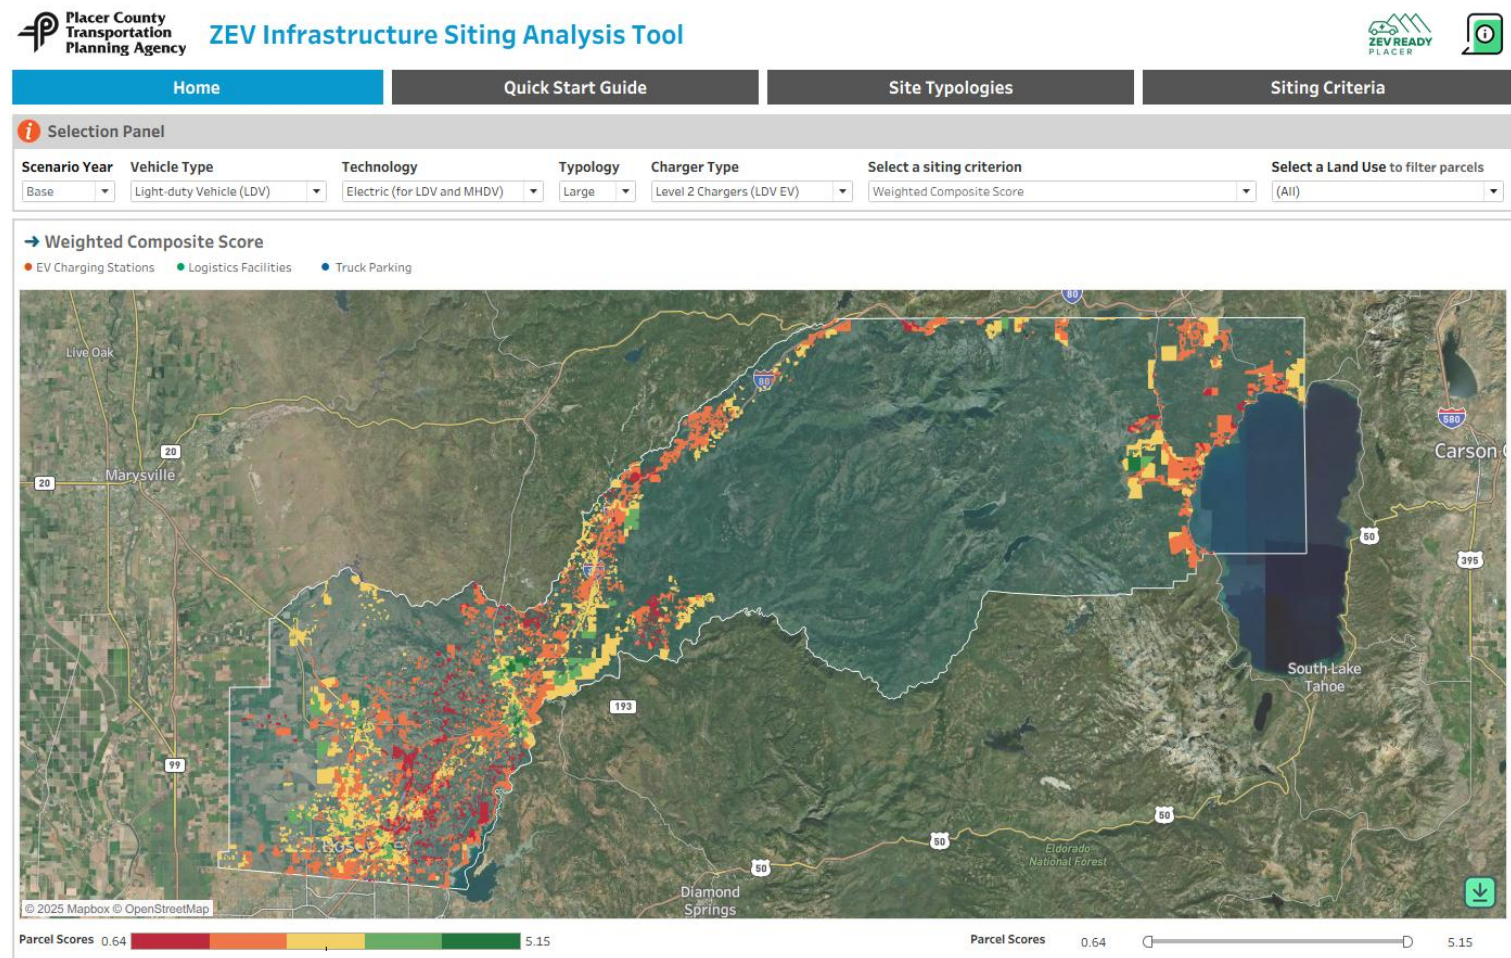 Placer County
Transportation
Planning Agency
ZEV Infrastructure Siting Analysis Tool
ZEV READY
PLACER
Home
Quick Start Guide
Site Typologies
Siting Criteria
Selection Panel
Scenario Year
Vehicle Type
Technology
Typology
Charger Type
Select a siting criterion
Select a Land Use to filter parcels
Base
Light-duty Vehicle (LDV)
Electric (for LDV and MHDV)
Large
Level 2 Chargers (LDV EV)
Weighted Composite Score
(All)
→ Weighted Composite Score
EV Charging Stations
Logistics Facilities
Truck Parking
80
Live Oak
80
580
20
Carson
Marysville
20
50
395
South Lake
Tahoe
193
99
50
50
Eldorado
National Forest
50
Diamond
Springs
© 2025 Mapbox © OpenStreetMap
Parcel Scores 0.64
5.15
Parcel Scores
0.64
5.15